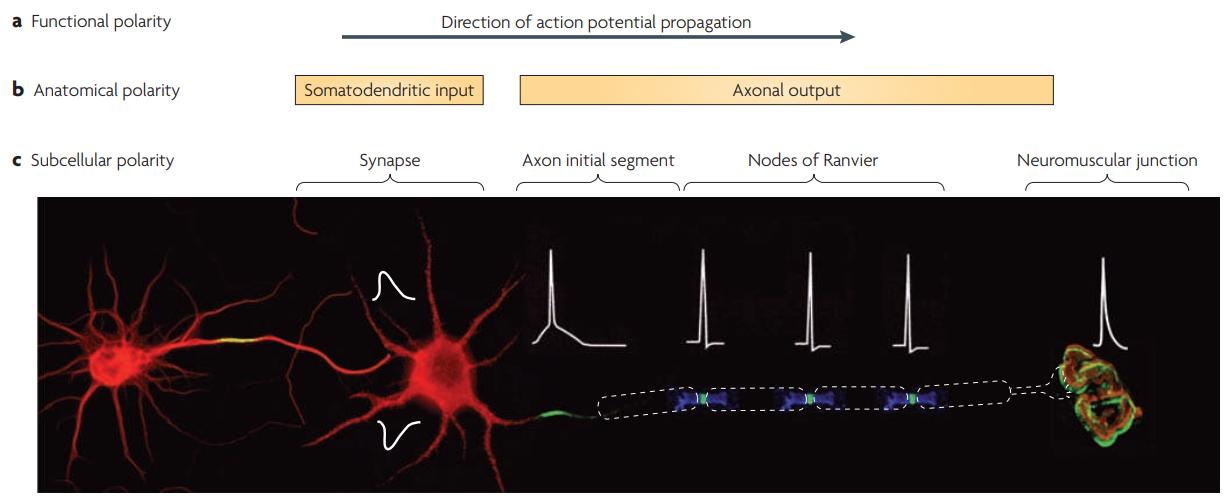 a Functional polarity
Direction of action potential propagation
b Anatomical polarity
Somatodendritic input
Axonal output
c Subcellular polarity
Synapse
Axon initial segment
Nodes of Ranvier
Neuromuscular junction